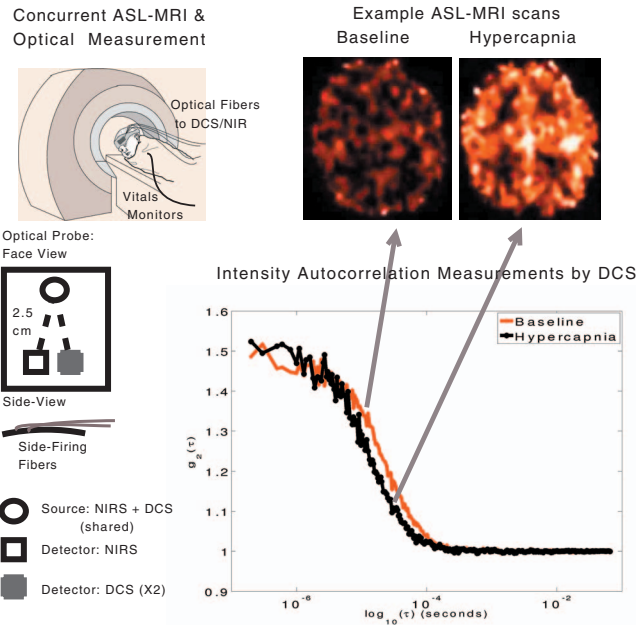 Concurrent ASL-MRI &
Optical Measurement
Example ASL-MRI scans
Baseline Hypercapnia
Optical Fibers
to DCS/NIR
Vitals
Monitors
Optical Probe:
Face View
2.5
cm
Side-View
Side-Firing
Fibers
Source: NIRS + DCS
(shared)
Detector: NIRS
Detector: DCS (X2)
Intensity Autocorrelation Measurements by DCS
1.6
1.5
1.4
1.3
1.2
1.1
1
0.9
g₂(τ)
Baseline
Hypercapnia
10⁻⁶ 10⁻⁴ 10⁻²
log₁₀(τ) (seconds)